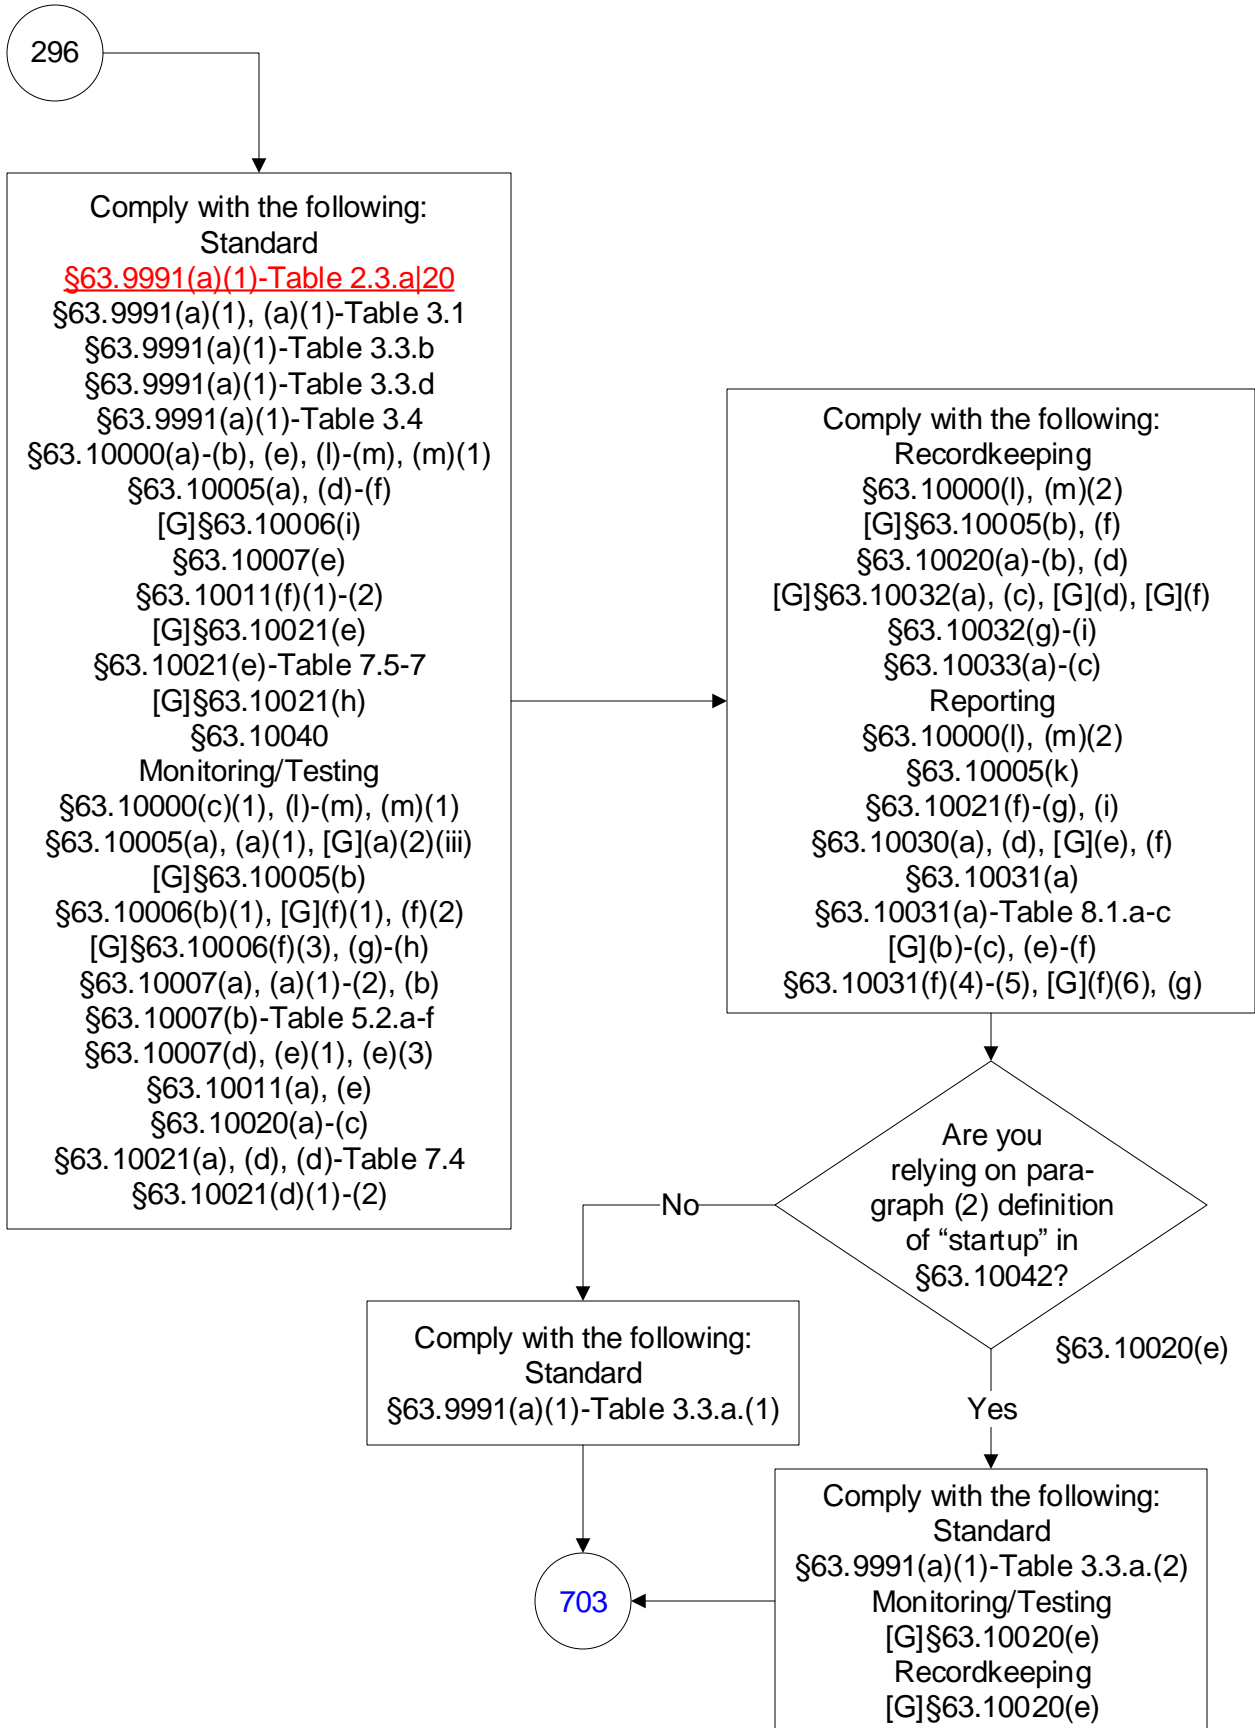 296
Comply with the following:
Standard
§63.9991(a)(1)-Table 2.3.a|20
§63.9991(a)(1), (a)(1)-Table 3.1
§63.9991(a)(1)-Table 3.3.b
§63.9991(a)(1)-Table 3.3.d
§63.9991(a)(1)-Table 3.4
§63.10000(a)-(b), (e), (l)-(m), (m)(1)
§63.10005(a), (d)-(f)
[G]§63.10006(i)
§63.10007(e)
§63.10011(f)(1)-(2)
[G]§63.10021(e)
§63.10021(e)-Table 7.5-7
[G]§63.10021(h)
§63.10040
Monitoring/Testing
§63.10000(c)(1), (l)-(m), (m)(1)
§63.10005(a), (a)(1), [G](a)(2)(iii)
[G]§63.10005(b)
§63.10006(b)(1), [G](f)(1), (f)(2)
[G]§63.10006(f)(3), (g)-(h)
§63.10007(a), (a)(1)-(2), (b)
§63.10007(b)-Table 5.2.a-f
§63.10007(d), (e)(1), (e)(3)
§63.10011(a), (e)
§63.10020(a)-(c)
§63.10021(a), (d), (d)-Table 7.4
§63.10021(d)(1)-(2)
Comply with the following:
Recordkeeping
§63.10000(l), (m)(2)
[G]§63.10005(b), (f)
§63.10020(a)-(b), (d)
[G]§63.10032(a), (c), [G](d), [G](f)
§63.10032(g)-(i)
§63.10033(a)-(c)
Reporting
§63.10000(l), (m)(2)
§63.10005(k)
§63.10021(f)-(g), (i)
§63.10030(a), (d), [G](e), (f)
§63.10031(a)
§63.10031(a)-Table 8.1.a-c
[G](b)-(c), (e)-(f)
§63.10031(f)(4)-(5), [G](f)(6), (g)
Are you
relying on para-
graph (2) definition
of “startup” in
§63.10042?
§63.10020(e)
No
Comply with the following:
Standard
§63.9991(a)(1)-Table 3.3.a.(1)
Yes
Comply with the following:
Standard
§63.9991(a)(1)-Table 3.3.a.(2)
Monitoring/Testing
[G]§63.10020(e)
Recordkeeping
[G]§63.10020(e)
703